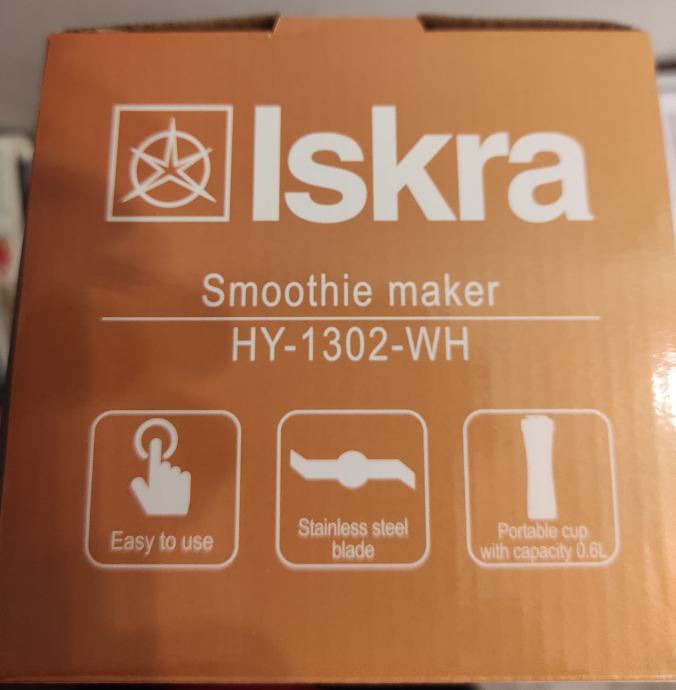 Iskra
Smoothie maker
HY-1302-WH
Easy to use
Stainless steel
blade
Portable cup
with capacity 0.6L